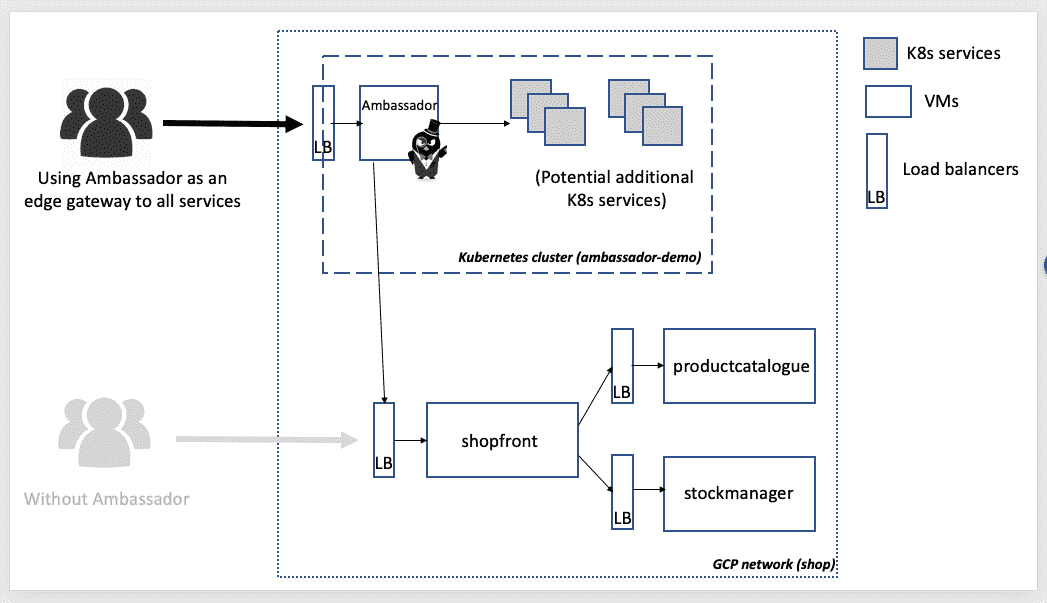 LB
Ambassador
(Potential additional
K8s services)
Kubernetes cluster (ambassador-demo)
Using Ambassador as an
edge gateway to all services
K8s services
VMs
LB
Load balancers
Without Ambassador
LB
shopfront
LB
productcatalogue
LB
stockmanager
GCP network (shop)